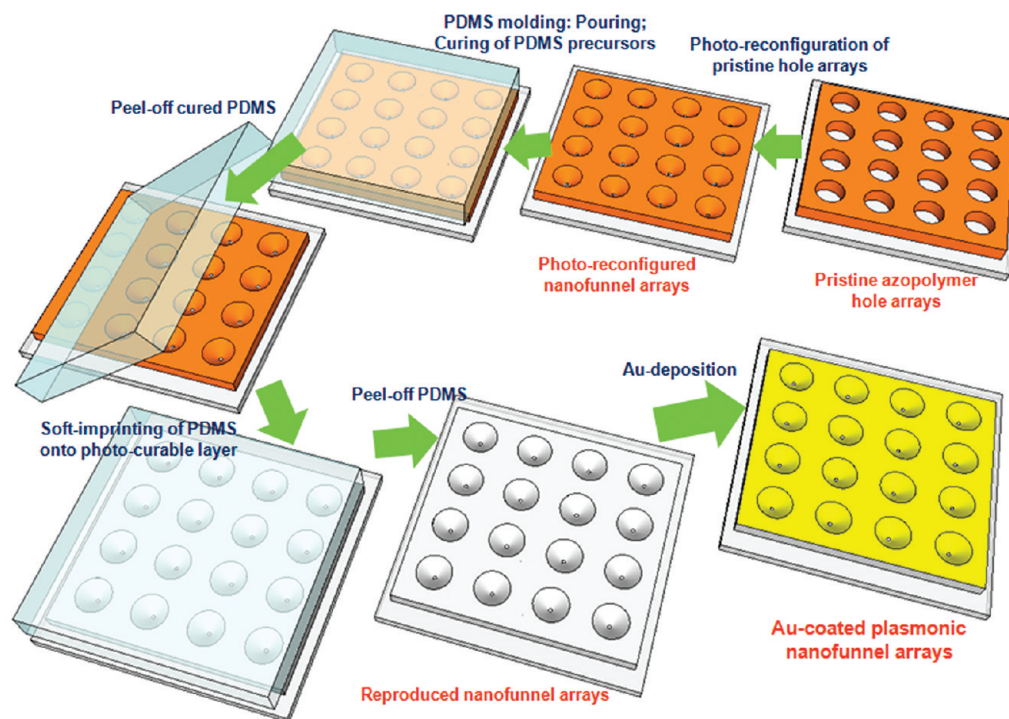 PDMS molding: Pouring;
Curing of PDMS precursors
Photo-reconfiguration of
pristine hole arrays
Peel-off cured PDMS
Photo-reconfigured
nanofunnel arrays
Pristine azopolymer
hole arrays
Soft-imprinting of PDMS
onto photo-curable layer
Peel-off PDMS
Au-deposition
Reproduced nanofunnel arrays
Au-coated plasmonic
nanofunnel arrays